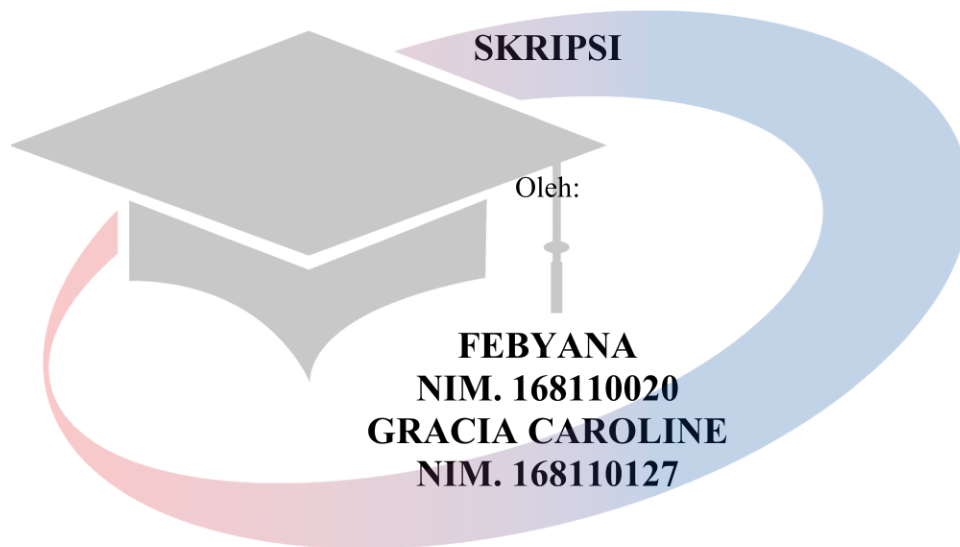 SKRIPSI
Oleh:
FEBYANA
NIM. 168110020
GRACIA CAROLINE
NIM. 168110127